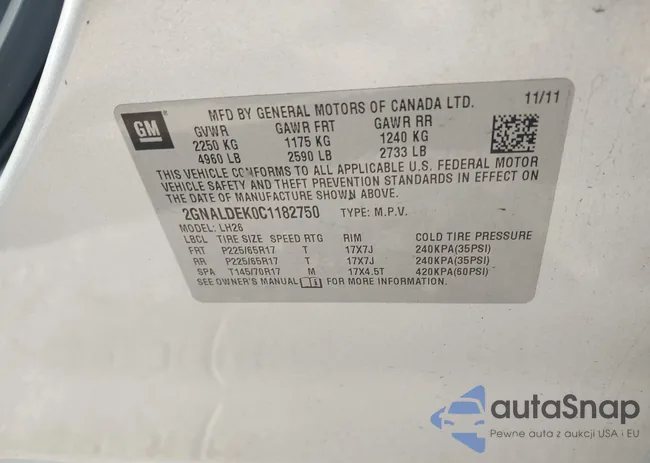 GM
MFD BY GENERAL MOTORS OF CANADA LTD. 11/11
GVWR GAWR FRT GAWR RR
2250 KG 1175 KG 1240 KG
4960 LB 2590 LB 2733 LB
THIS VEHICLE CONFORMS TO ALL APPLICABLE U.S. FEDERAL MOTOR
VEHICLE SAFETY AND THEFT PREVENTION STANDARDS IN EFFECT ON
THE DATE OF MANUFACTURE SHOWN ABOVE.
2GNALDEK0C1182750 TYPE: M.P.V.
MODEL: LH26
LBCL TIRE SIZE SPEED RTG RIM COLD TIRE PRESSURE
FRT P225/65R17 T 17X7J 240KPA(35PSI)
RR P225/65R17 T 17X7J 240KPA(35PSI)
SPA T145/70R17 M 17X4.5T 420KPA(60PSI)
SEE OWNER'S MANUAL FOR MORE INFORMATION.
autaSnap
Pewne auta z aukcji USA i EU